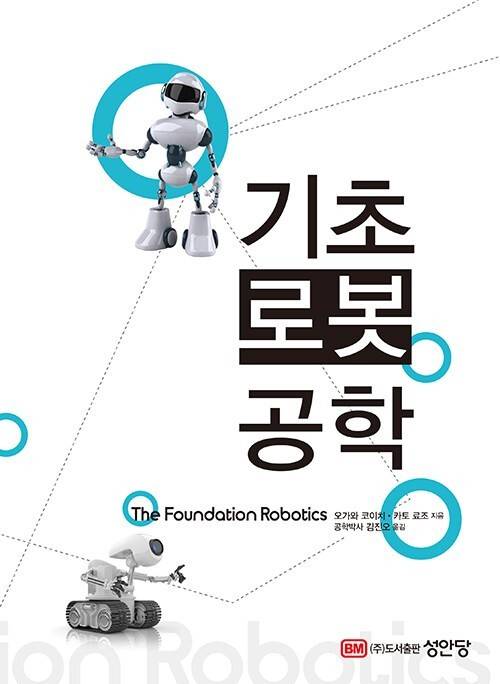 기초
로봇
공학
The Foundation Robotics
오가와 코이치 · 카토 료조 지음
공학박사 김진오 옮김
BM (주)도서출판 성안당
ion Robotics